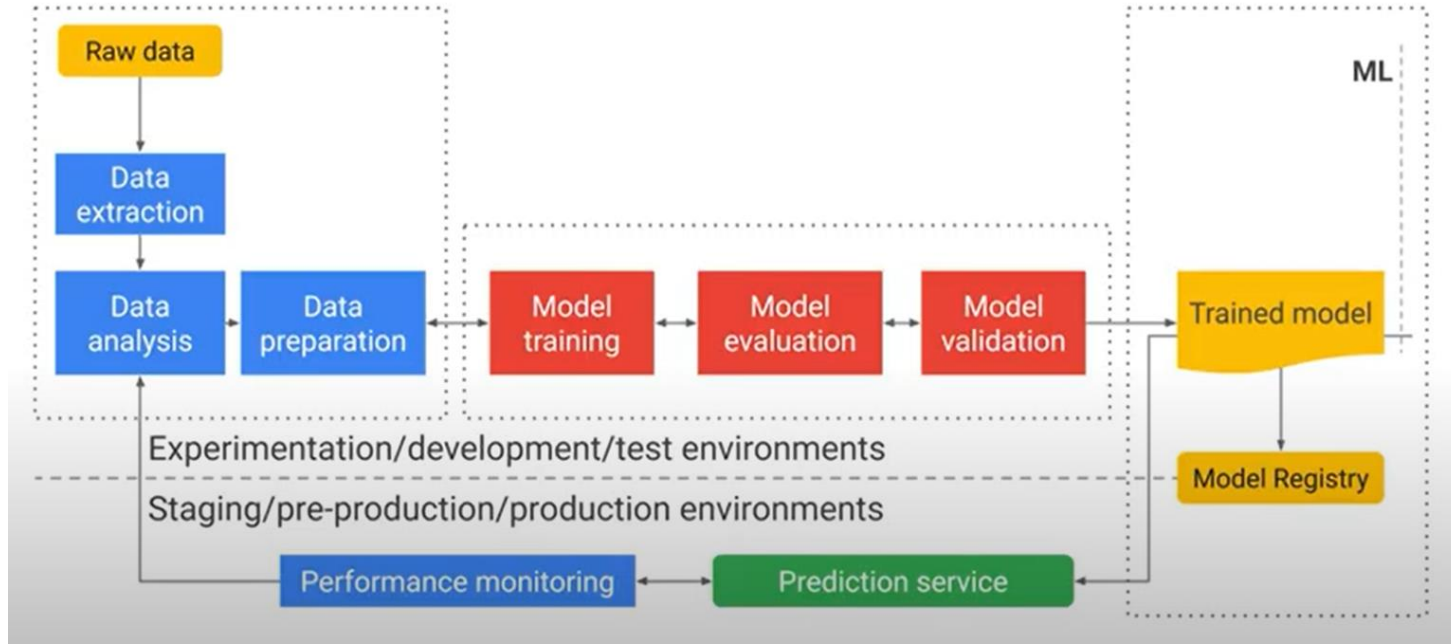 Raw data
ML
Data
extraction
Data
analysis
Data
preparation
Model
training
Model
evaluation
Model
validation
Trained model
Experimentation/development/test environments
Model Registry
Staging/pre-production/production environments
Performance monitoring
Prediction service